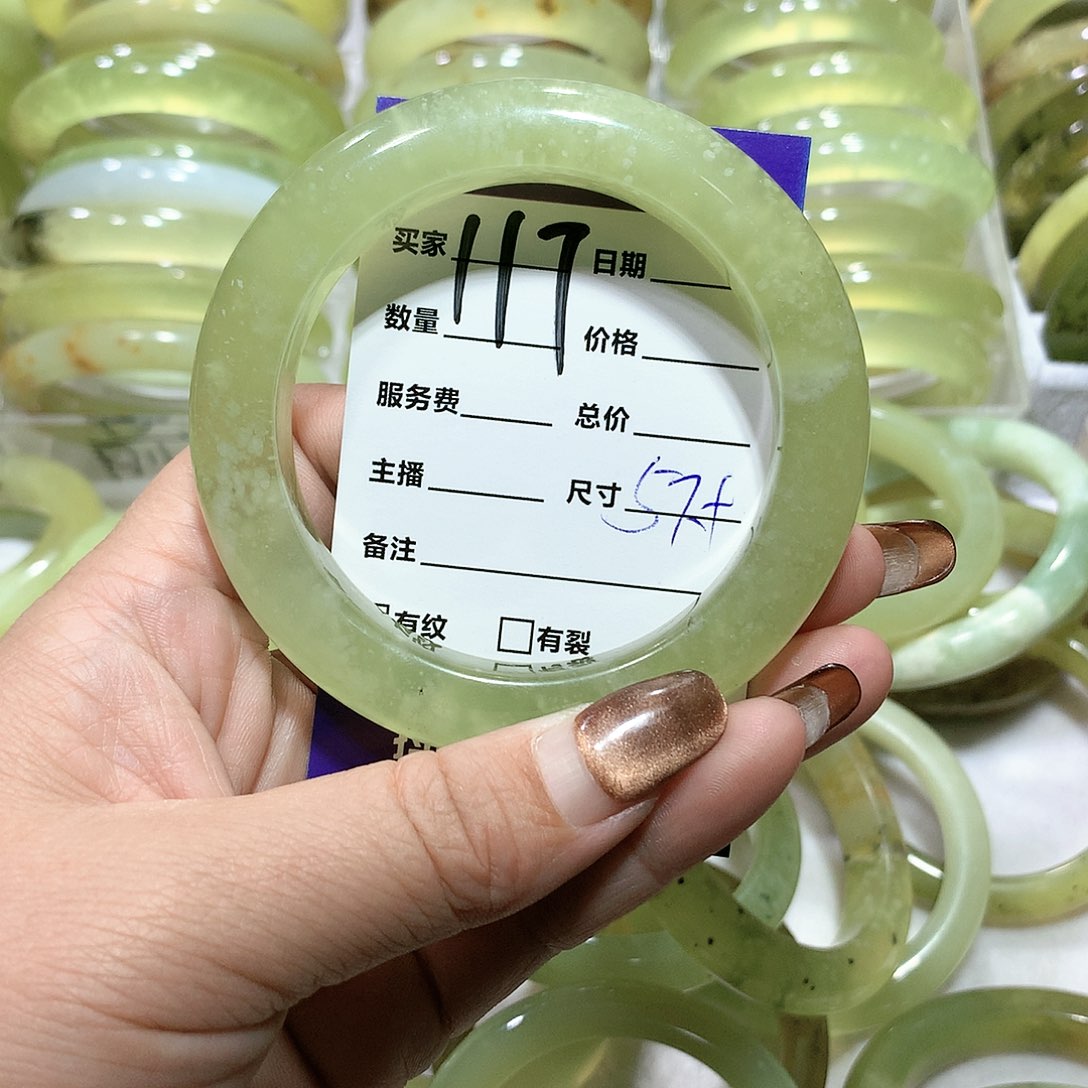 买家 117 日期
数量 价格
服务费 总价
主播 尺寸 57+
备注
有纹 有裂